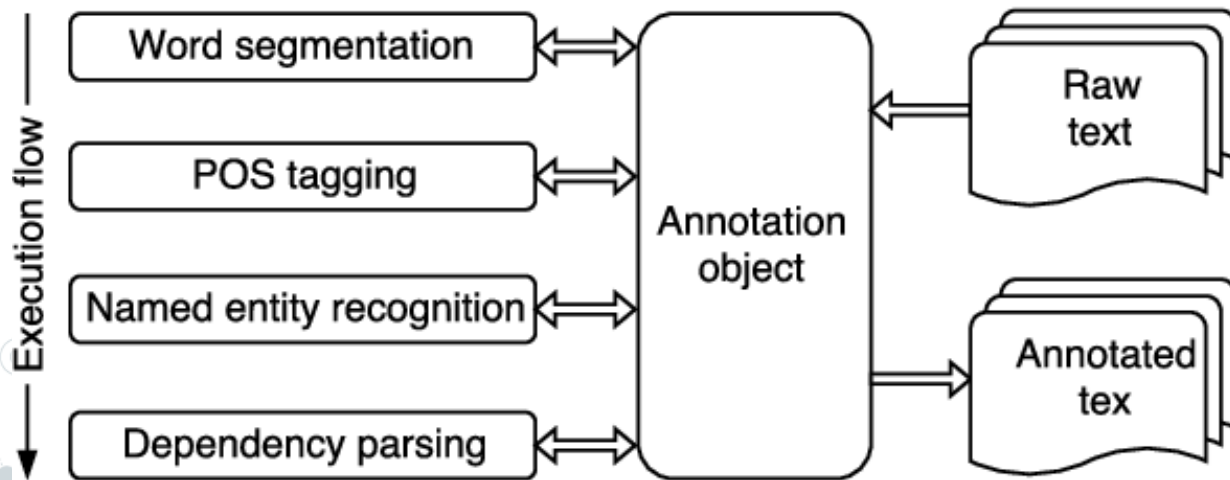 Execution flow
Word segmentation
POS tagging
Named entity recognition
Dependency parsing
Annotation
object
Raw
text
Annotated
tex